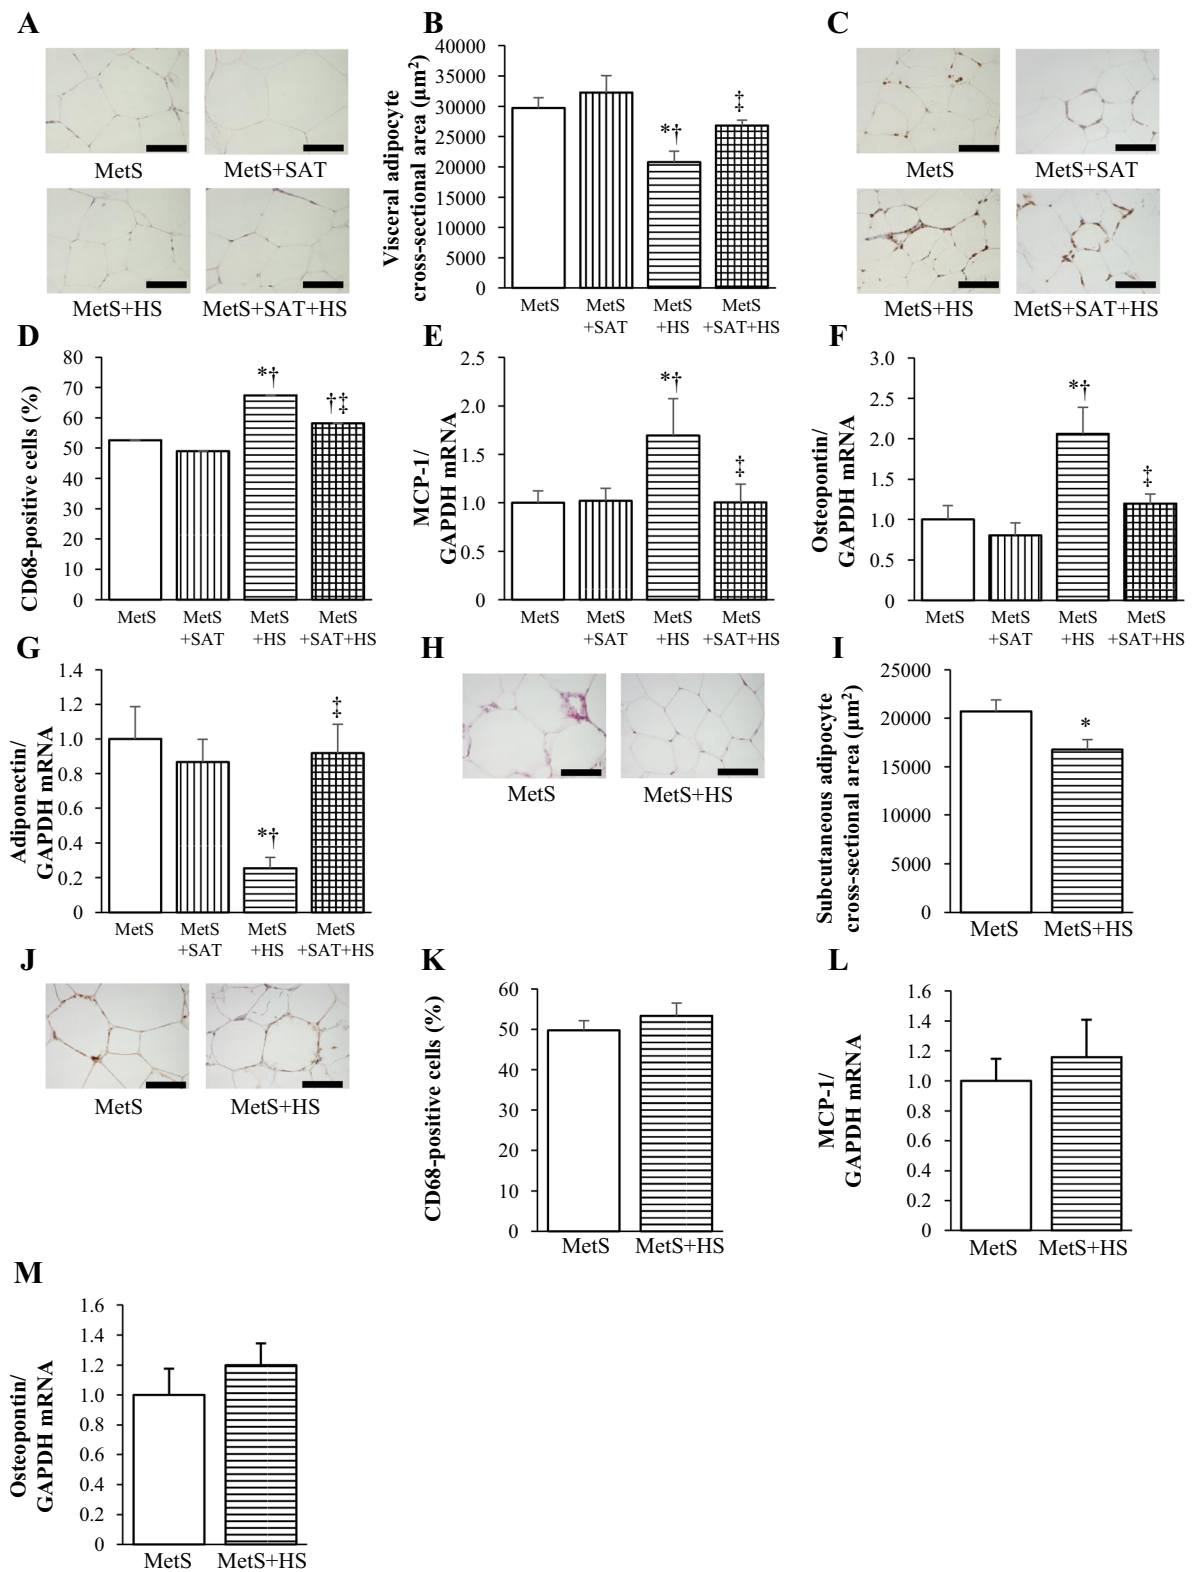 A
MetS
MetS+SAT
MetS+HS
MetS+SAT+HS
B
Visceral adipocyte
cross-sectional area (μm²)
40000
35000
30000
25000
20000
15000
10000
5000
0
*†
‡
MetS
MetS
+SAT
MetS
+HS
MetS
+SAT+HS
C
MetS
MetS+SAT
MetS+HS
MetS+SAT+HS
D
CD68-positive cells (%)
80
70
60
50
40
30
20
10
0
*†
†‡
MetS
MetS
+SAT
MetS
+HS
MetS
+SAT+HS
E
MCP-1/
GAPDH mRNA
2.5
2.0
1.5
1.0
0.5
0
*†
‡
MetS
MetS
+SAT
MetS
+HS
MetS
+SAT+HS
F
Osteopontin/
GAPDH mRNA
3.0
2.5
2.0
1.5
1.0
0.5
0
*†
‡
MetS
MetS
+SAT
MetS
+HS
MetS
+SAT+HS
G
Adiponectin/
GAPDH mRNA
1.4
1.2
1.0
0.8
0.6
0.4
0.2
0
*†
‡
MetS
MetS
+SAT
MetS
+HS
MetS
+SAT+HS
H
MetS
MetS+HS
I
Subcutaneous adipocyte
cross-sectional area (μm²)
25000
20000
15000
10000
5000
0
*
MetS
MetS+HS
J
MetS
MetS+HS
K
CD68-positive cells (%)
60
50
40
30
20
10
0
MetS
MetS+HS
L
MCP-1/
GAPDH mRNA
1.6
1.4
1.2
1.0
0.8
0.6
0.4
0.2
0
MetS
MetS+HS
M
Osteopontin/
GAPDH mRNA
1.6
1.4
1.2
1.0
0.8
0.6
0.4
0.2
0
MetS
MetS+HS